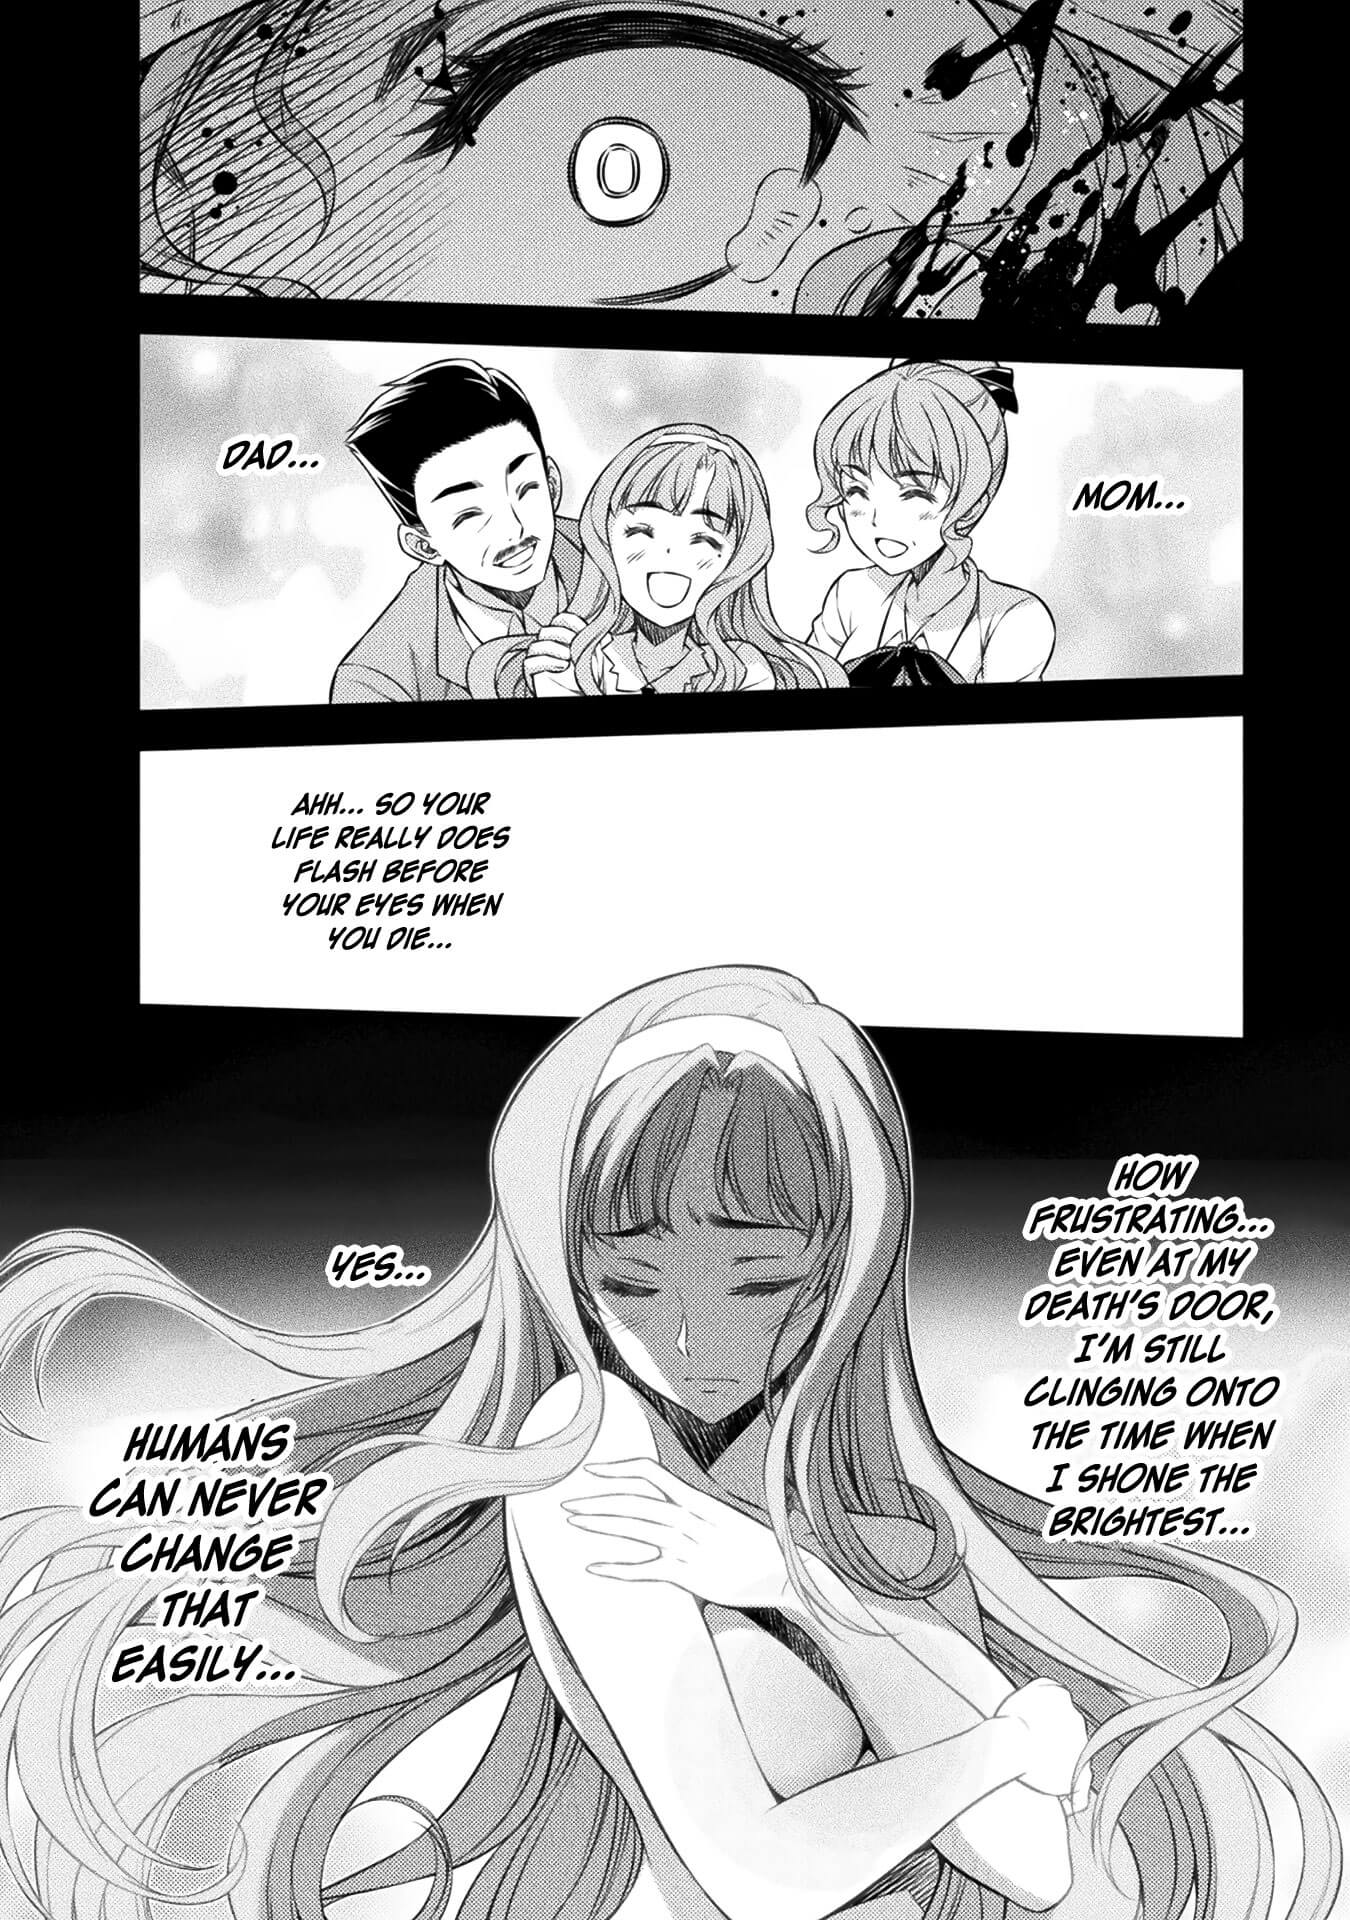 MOM...
DAD...
AHH... SO YOUR
LIFE REALLY DOES
FLASH BEFORE
YOUR EYES WHEN
YOU DIE...
HOW
FRUSTRATING...
EVEN AT MY
DEATH'S DOOR,
I'M STILL
CLINGING ONTO
THE TIME WHEN
I SHONE THE
BRIGHTEST...
YES...
HUMANS
CAN NEVER
CHANGE
THAT
EASILY...